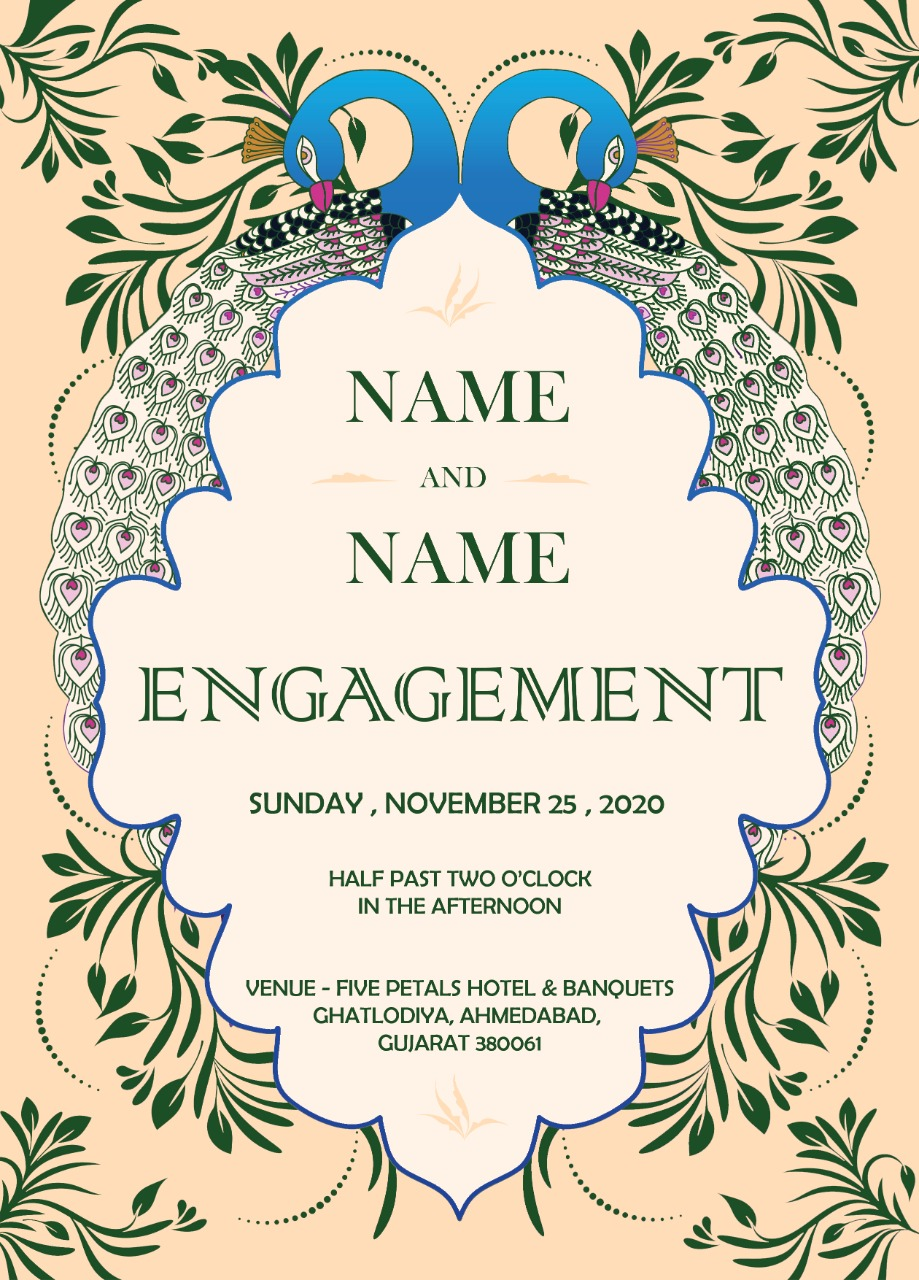 NAME
AND
NAME
ENGAGEMENT
SUNDAY , NOVEMBER 25 , 2020
HALF PAST TWO O'CLOCK
IN THE AFTERNOON
VENUE - FIVE PETALS HOTEL & BANQUETS
GHATLODIYA, AHMEDABAD,
GUJARAT 380061